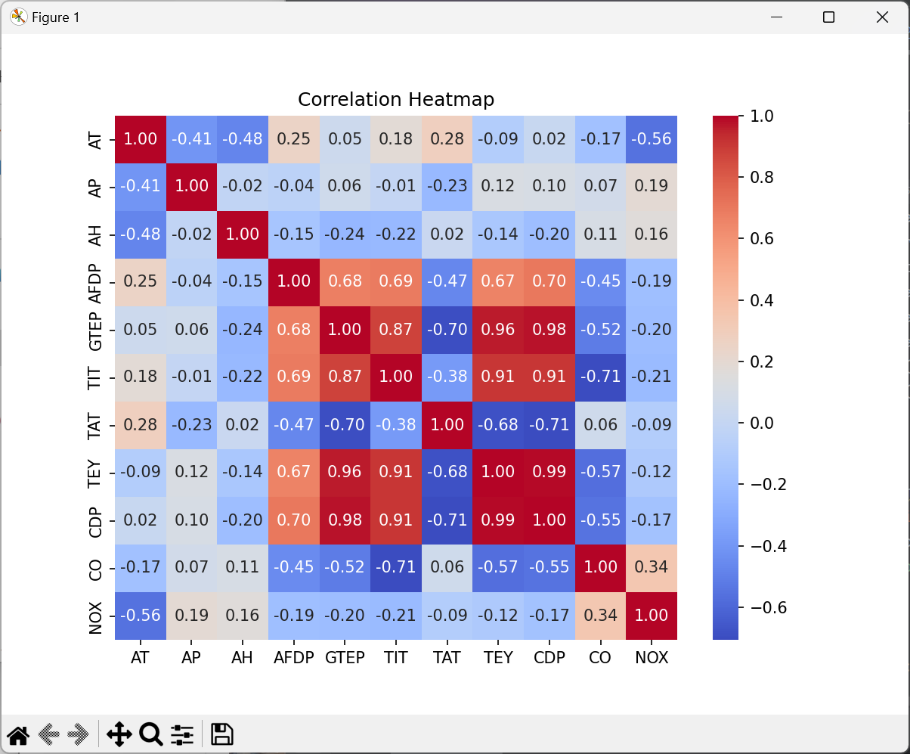 Figure 1
Correlation Heatmap
AT 1.00 -0.41 -0.48 0.25 0.05 0.18 0.28 -0.09 0.02 -0.17 -0.56
AP -0.41 1.00 -0.02 -0.04 0.06 -0.01 -0.23 0.12 0.10 0.07 0.19
AH -0.48 -0.02 1.00 -0.15 -0.24 -0.22 0.02 -0.14 -0.20 0.11 0.16
AFDP 0.25 -0.04 -0.15 1.00 0.68 0.69 -0.47 0.67 0.70 -0.45 -0.19
GTEP 0.05 0.06 -0.24 0.68 1.00 0.87 -0.70 0.96 0.98 -0.52 -0.20
TIT 0.18 -0.01 -0.22 0.69 0.87 1.00 -0.38 0.91 0.91 -0.71 -0.21
TAT 0.28 -0.23 0.02 -0.47 -0.70 -0.38 1.00 -0.68 -0.71 0.06 -0.09
TEY -0.09 0.12 -0.14 0.67 0.96 0.91 -0.68 1.00 0.99 -0.57 -0.12
CDP 0.02 0.10 -0.20 0.70 0.98 0.91 -0.71 0.99 1.00 -0.55 -0.17
CO -0.17 0.07 0.11 -0.45 -0.52 -0.71 0.06 -0.57 -0.55 1.00 0.34
NOX -0.56 0.19 0.16 -0.19 -0.20 -0.21 -0.09 -0.12 -0.17 0.34 1.00
AT AP AH AFDP GTEP TIT TAT TEY CDP CO NOX
1.0
0.8
0.6
0.4
0.2
0.0
−0.2
−0.4
−0.6